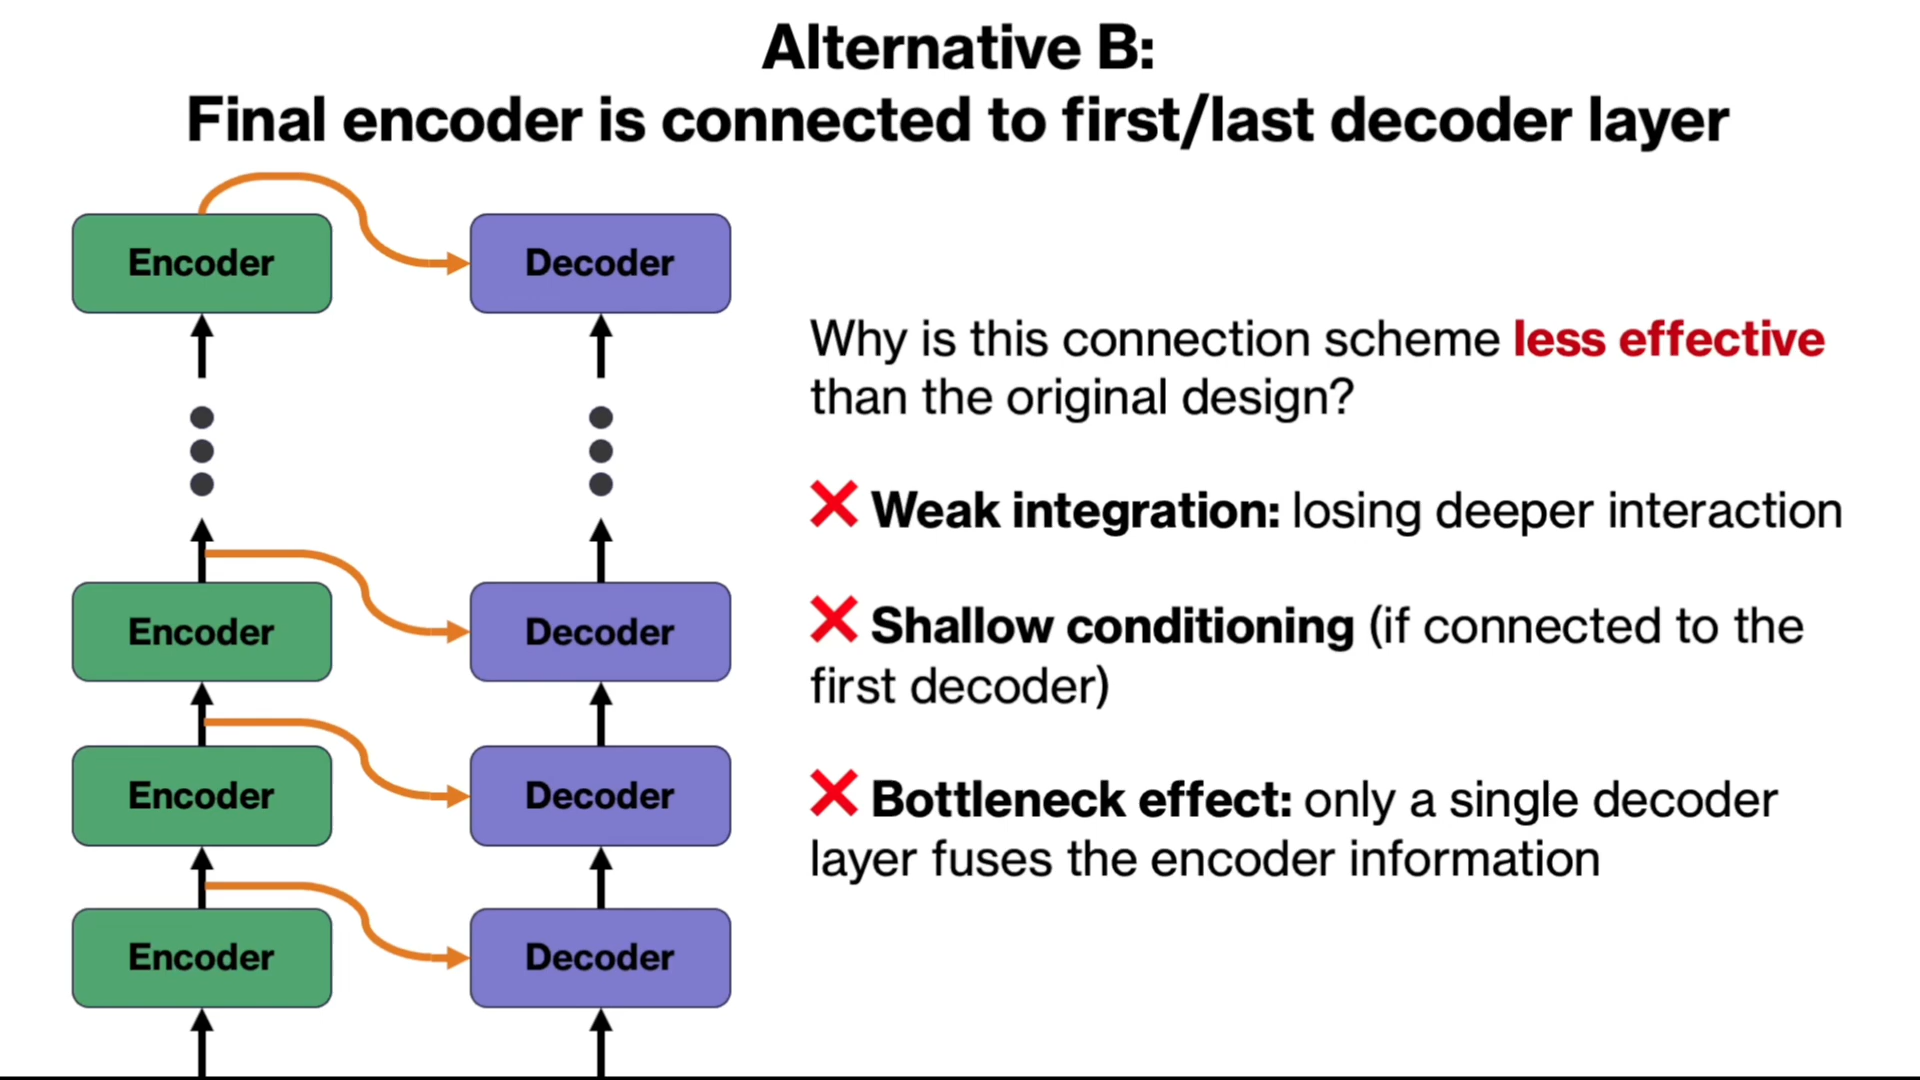 Alternative B:
Final encoder is connected to first/last decoder layer
Encoder
Decoder
Encoder
Decoder
Encoder
Decoder
Encoder
Decoder
Why is this connection scheme less effective
than the original design?
❌ Weak integration: losing deeper interaction
❌ Shallow conditioning (if connected to the
first decoder)
❌ Bottleneck effect: only a single decoder
layer fuses the encoder information